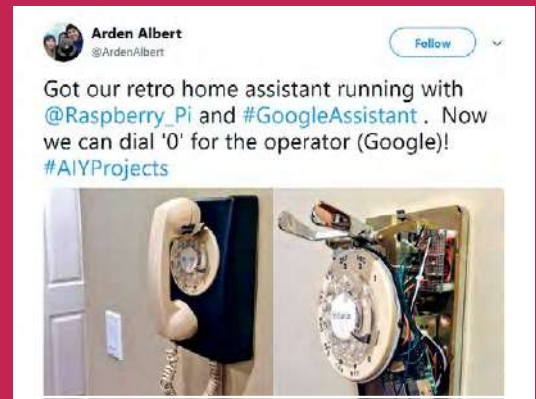 Arden Albert
@ArdenAlbert
Follow
Got our retro home assistant running with
@Raspberry_Pi and #GoogleAssistant . Now
we can dial '0' for the operator (Google)!
#AIYProjects